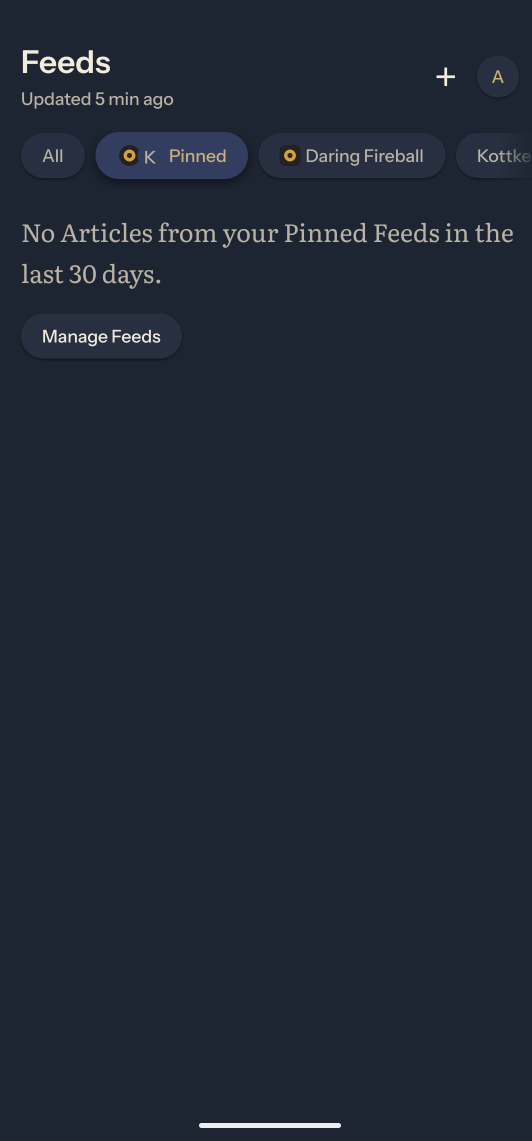 Feeds
Updated 5 min ago
A
All
K Pinned
Daring Fireball
Kottke
No Articles from your Pinned Feeds in the
last 30 days.
Manage Feeds